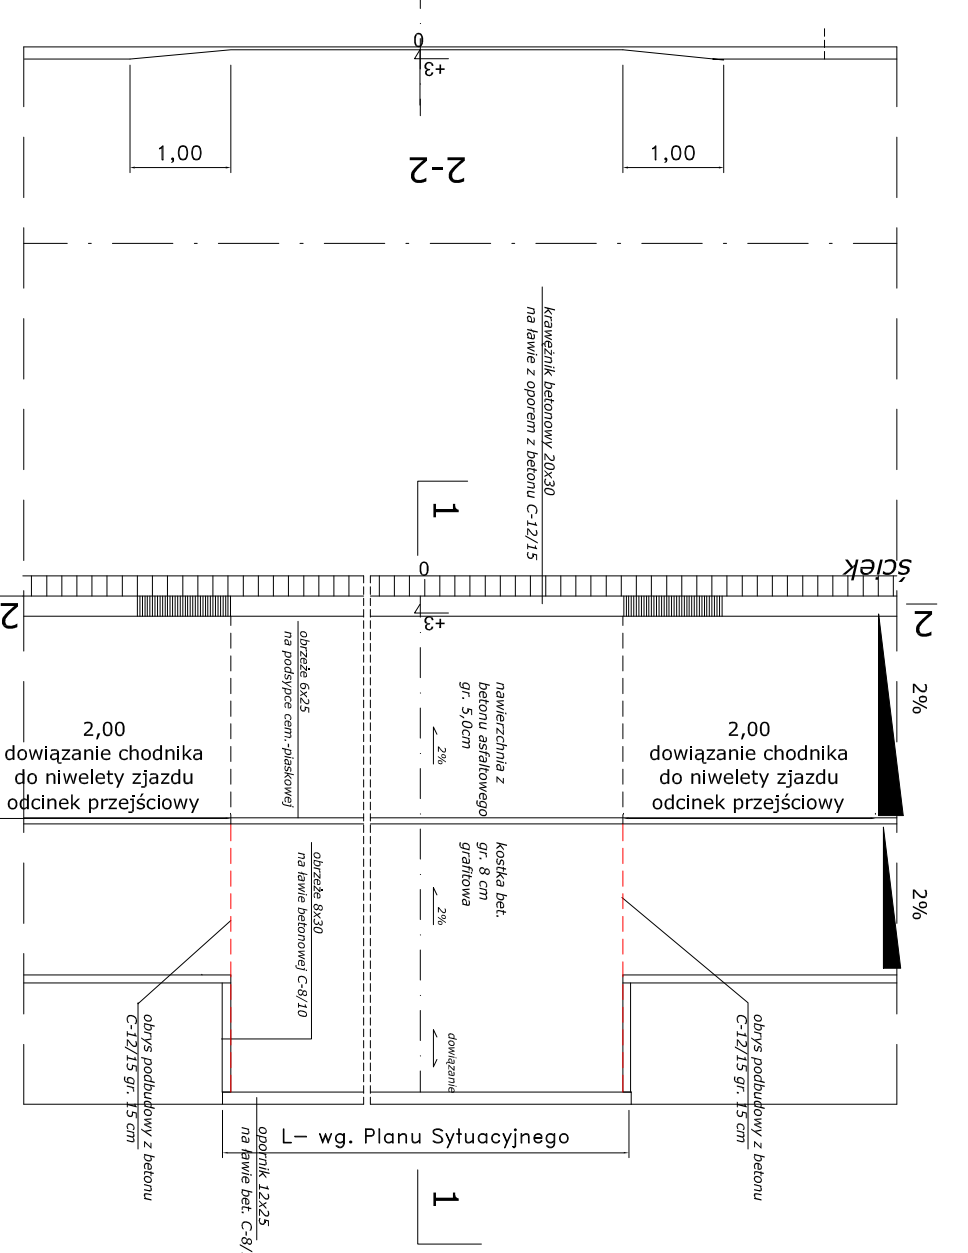 0
+3
1,00
1,00
2-2
krawężnik betonowy 20x30
na ławie z oporem z betonu C-12/15
1
0
ściek
2
2
+3
obrzeże 6x25
na podsypce cem.-piaskowej
nawierzchnia z
betonu asfaltowego
gr. 5,0cm
2%
2%
2,00
dowiązanie chodnika
do niwelety zjazdu
odcinek przejściowy
2,00
dowiązanie chodnika
do niwelety zjazdu
odcinek przejściowy
obrzeże 8x30
na ławie betonowej C-8/10
kostka bet.
gr. 8 cm
grafitowa
2%
2%
dowiązanie
obrys podbudowy z betonu
C-12/15 gr. 15 cm
obrys podbudowy z betonu
C-12/15 gr. 15 cm
L- wg. Planu Sytuacyjnego
opornik 12x25
na ławie bet. C-8/
1